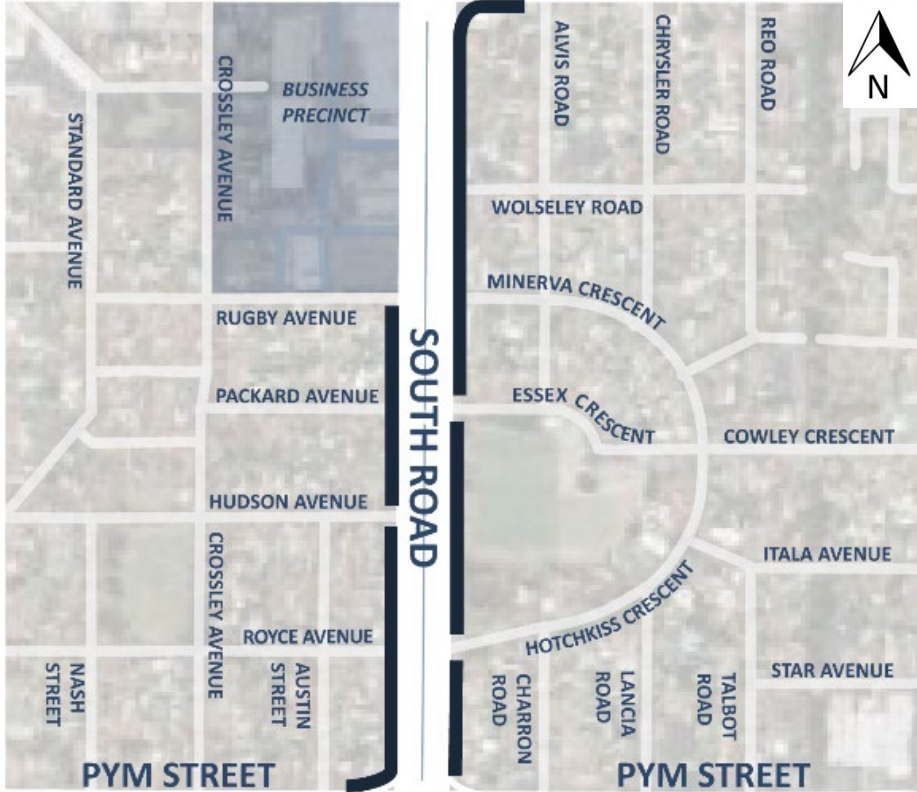 CROSSLEY AVENUE
BUSINESS
PRECINCT
STANDARD AVENUE
ALVIS ROAD
CHRYSLER ROAD
REO ROAD
N
WOLSELEY ROAD
MINERVA CRESCENT
RUGBY AVENUE
SOUTH ROAD
PACKARD AVENUE
ESSEX CRESCENT
CRESCENT
COWLEY CRESCENT
HUDSON AVENUE
CROSSLEY AVENUE
ITALA AVENUE
HOTCHKISS CRESCENT
ROYCE AVENUE
NASH
STREET
AUSTIN
STREET
CHARRON
ROAD
LANCIA
ROAD
TALBOT
ROAD
STAR AVENUE
PYM STREET
PYM STREET